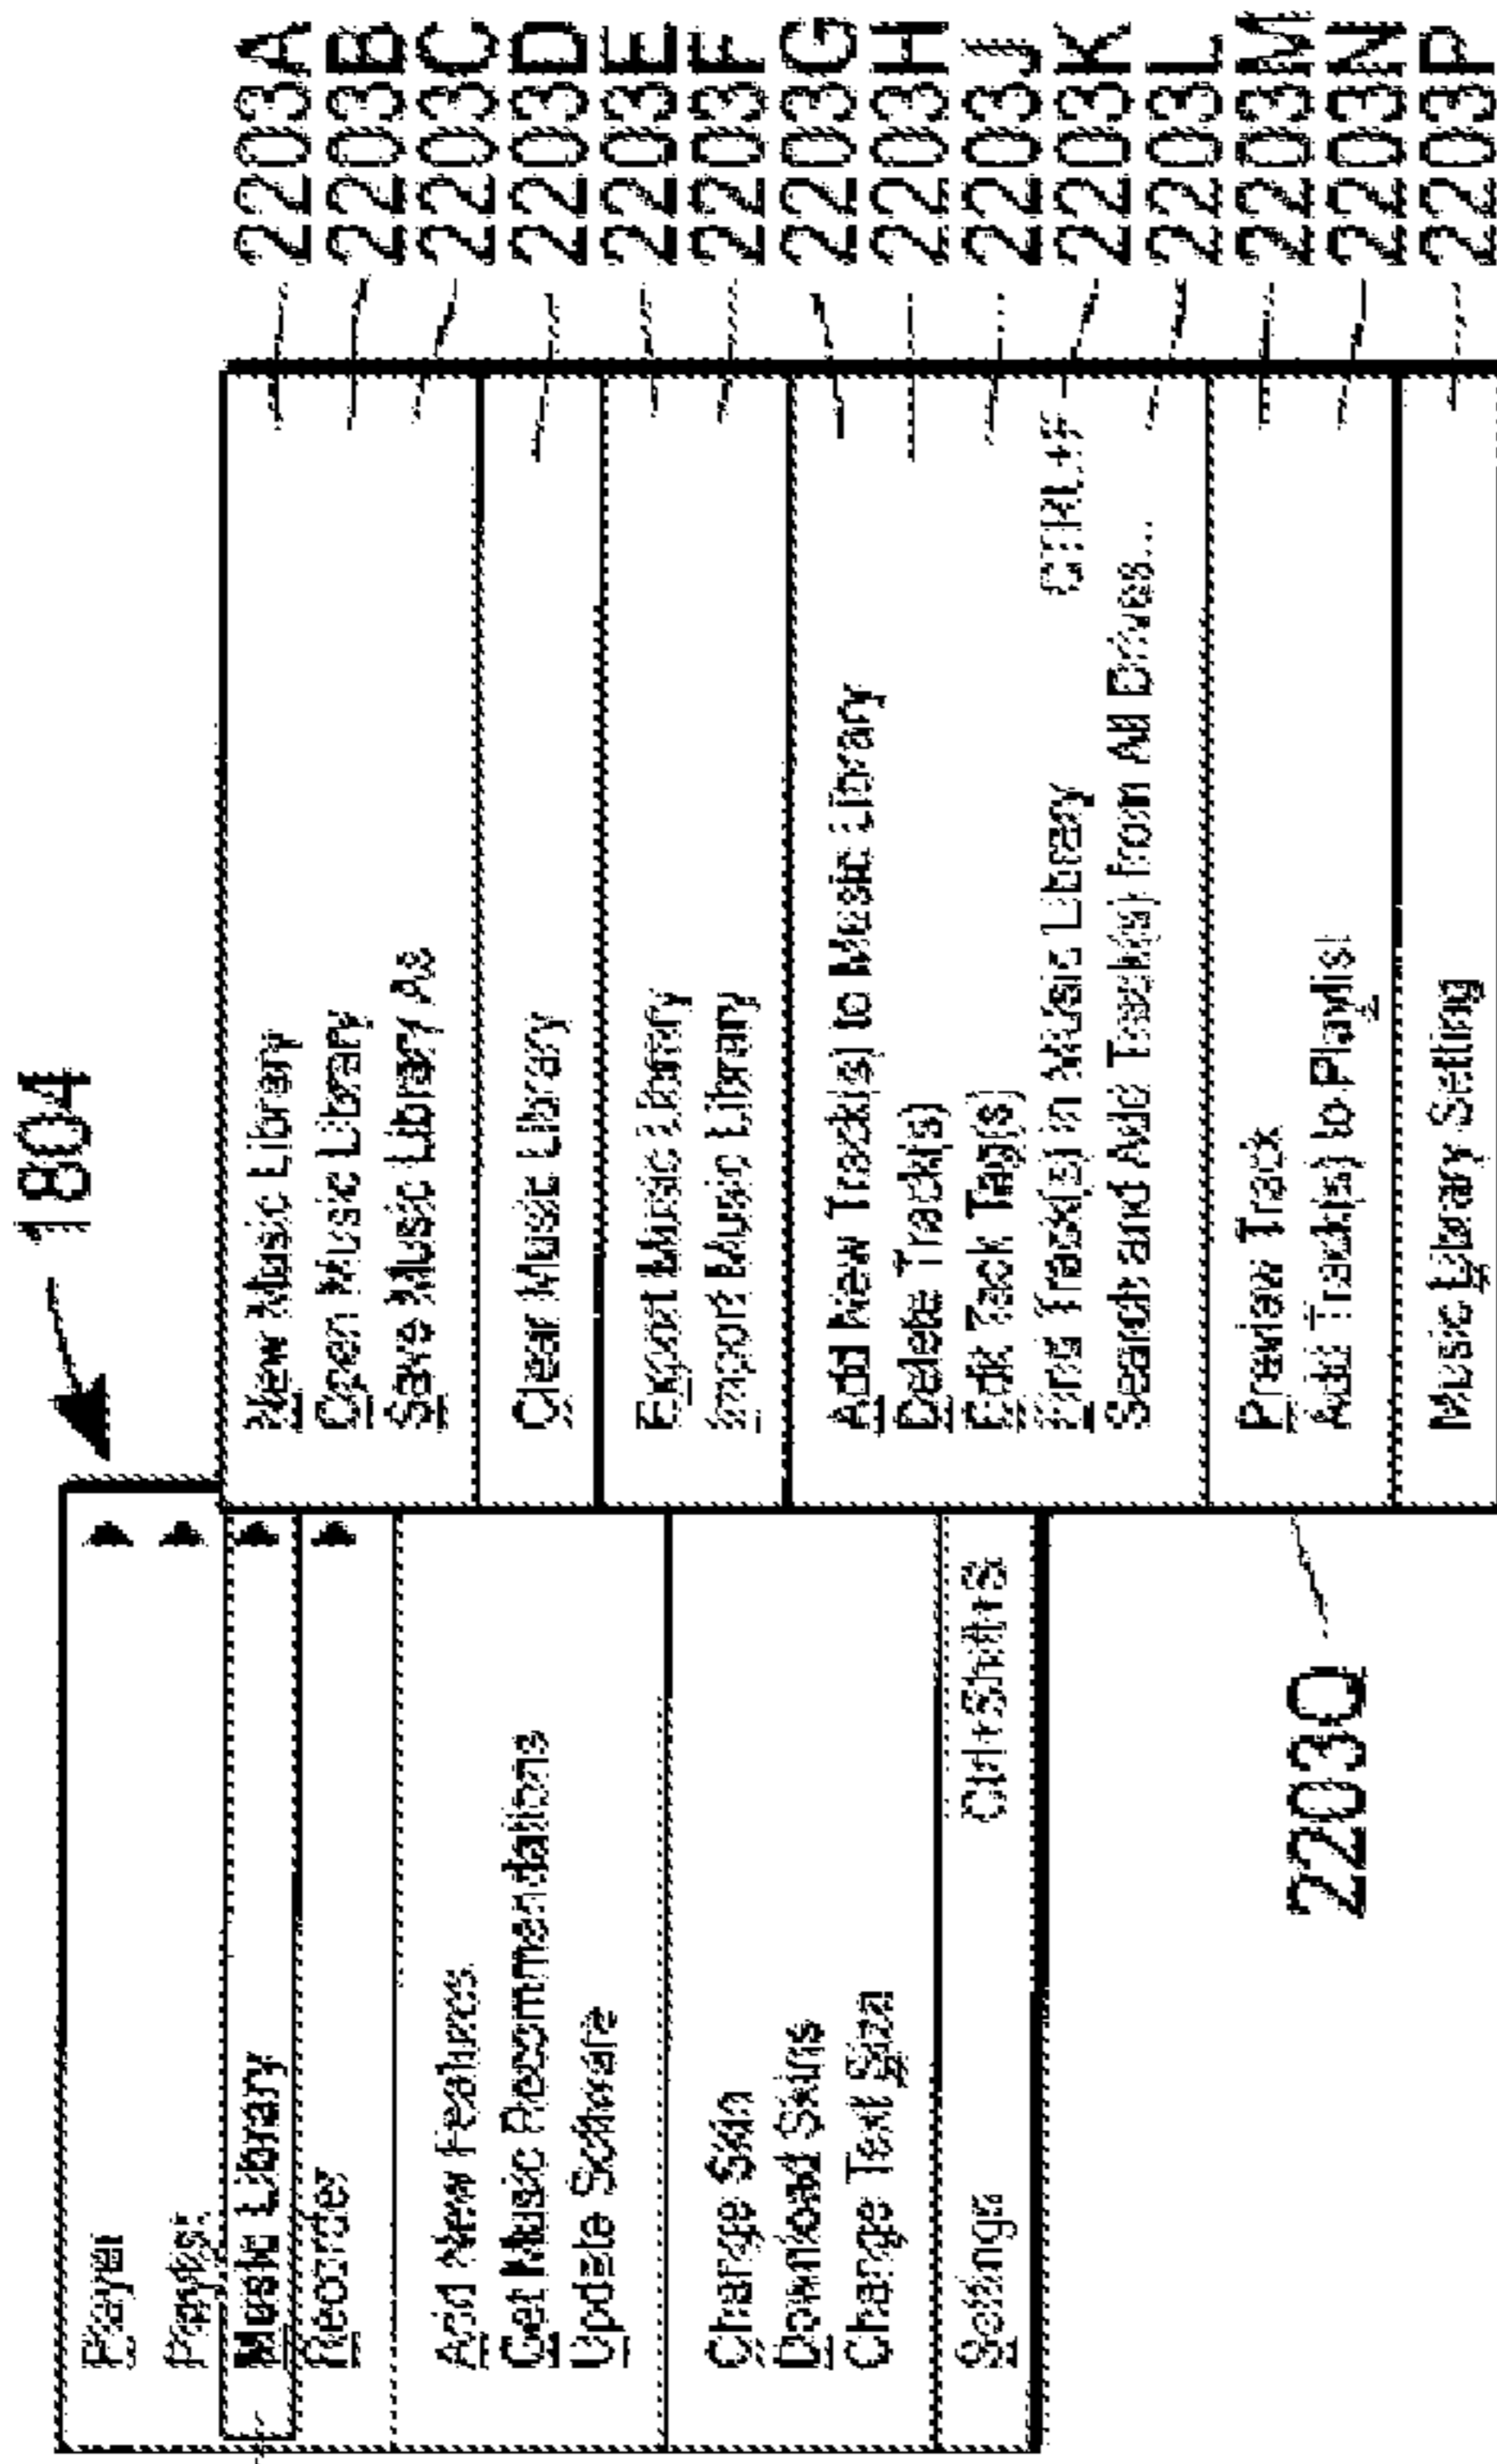 1804
Player
Playlist
Music Library
Recorder
Add New Features
Get Music Recommendations
Update Software
Change Skin
Download Skins
Change Text Size
Settings Ctrl+Shift+S
New Music Library 2203A
Open Music Library 2203B
Save Music Library As 2203C
Clear Music Library 2203D
Export Music Library 2203E
Import Music Library 2203F
Add New Track(s) to Music Library 2203G
Delete Track(s) 2203H
Edit Track Tag(s) 2203J
Find Track(s) in Music Library CTRL+F 2203K
Search and Add Track(s) from All Drives... 2203L
Preview Track 2203M
Add Track(s) to Playlist 2203N
Music Library Setting 2203P
2203O